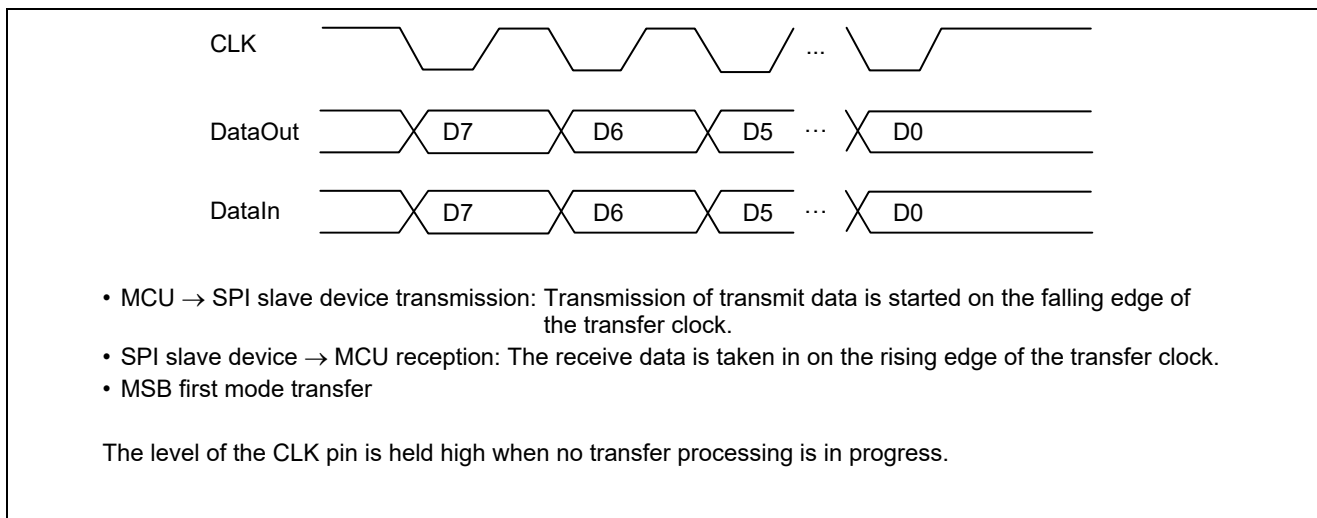 CLK ...
DataOut D7 D6 D5 ... D0
DataIn D7 D6 D5 ... D0
• MCU → SPI slave device transmission: Transmission of transmit data is started on the falling edge of
the transfer clock.
• SPI slave device → MCU reception: The receive data is taken in on the rising edge of the transfer clock.
• MSB first mode transfer
The level of the CLK pin is held high when no transfer processing is in progress.